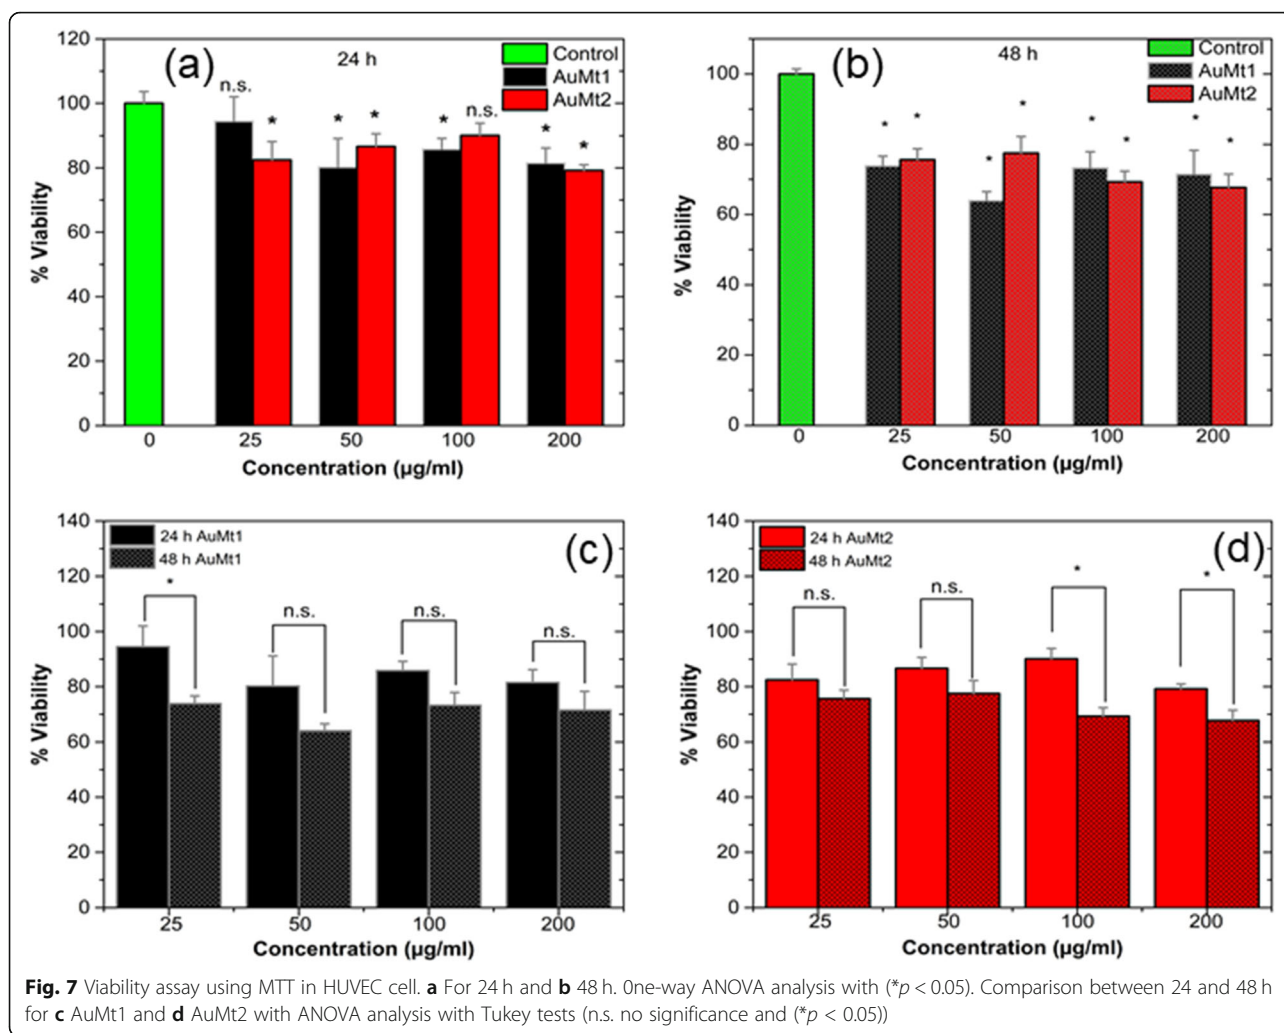 120
100
80
60
40
20
0
% Viability
(a)
24 h
Control
AuMt1
AuMt2
n.s.
*
*
*
*
n.s.
*
*
0
25
50
100
200
Concentration (µg/ml)
100
80
60
40
20
0
% Viability
(b)
48 h
Control
AuMt1
AuMt2
*
*
*
*
*
*
*
*
0
25
50
100
200
Concentration (µg/ml)
140
120
100
80
60
40
20
0
% Viability
24 h AuMt1
48 h AuMt1
(c)
*
n.s.
n.s.
n.s.
25
50
100
200
Concentration (µg/ml)
140
120
100
80
60
40
20
0
% Viability
24 h AuMt2
48 h AuMt2
(d)
n.s.
n.s.
*
*
25
50
100
200
Concentration (µg/ml)
Fig. 7 Viability assay using MTT in HUVEC cell. a For 24 h and b 48 h. 0ne-way ANOVA analysis with (*p < 0.05). Comparison between 24 and 48 h
for c AuMt1 and d AuMt2 with ANOVA analysis with Tukey tests (n.s. no significance and (*p < 0.05))